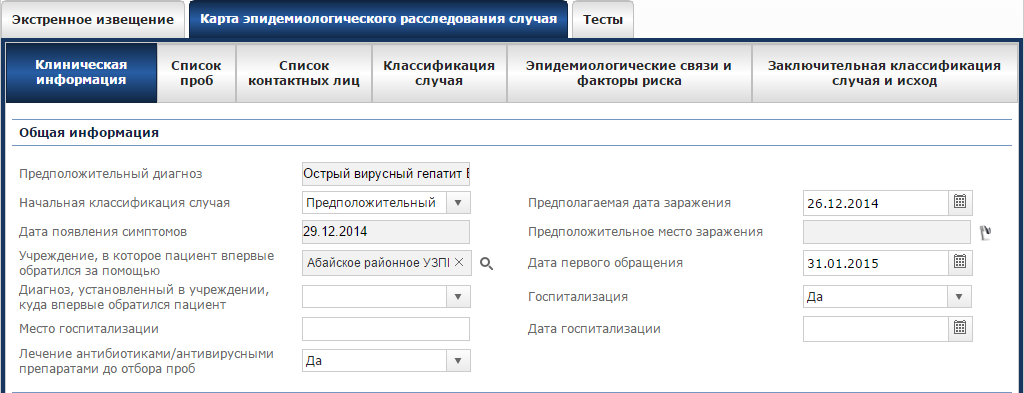 Экстренное извещение
Карта эпидемиологического расследования случая
Тесты
Клиническая
информация
Список
проб
Список
контактных лиц
Классификация
случая
Эпидемиологические связи и
факторы риска
Заключительная классификация
случая и исход
Общая информация
Предположительный диагноз
Острый вирусный гепатит
Начальная классификация случая
Предположительный
Предполагаемая дата заражения
26.12.2014
Дата появления симптомов
29.12.2014
Предположительное место заражения
Учреждение, в которое пациент впервые
обратился за помощью
Абайское районное УЗПП
Дата первого обращения
31.01.2015
Диагноз, установленный в учреждении,
куда впервые обратился пациент
Госпитализация
Да
Место госпитализации
Дата госпитализации
Лечение антибиотиками/антивирусными
препаратами до отбора проб
Да